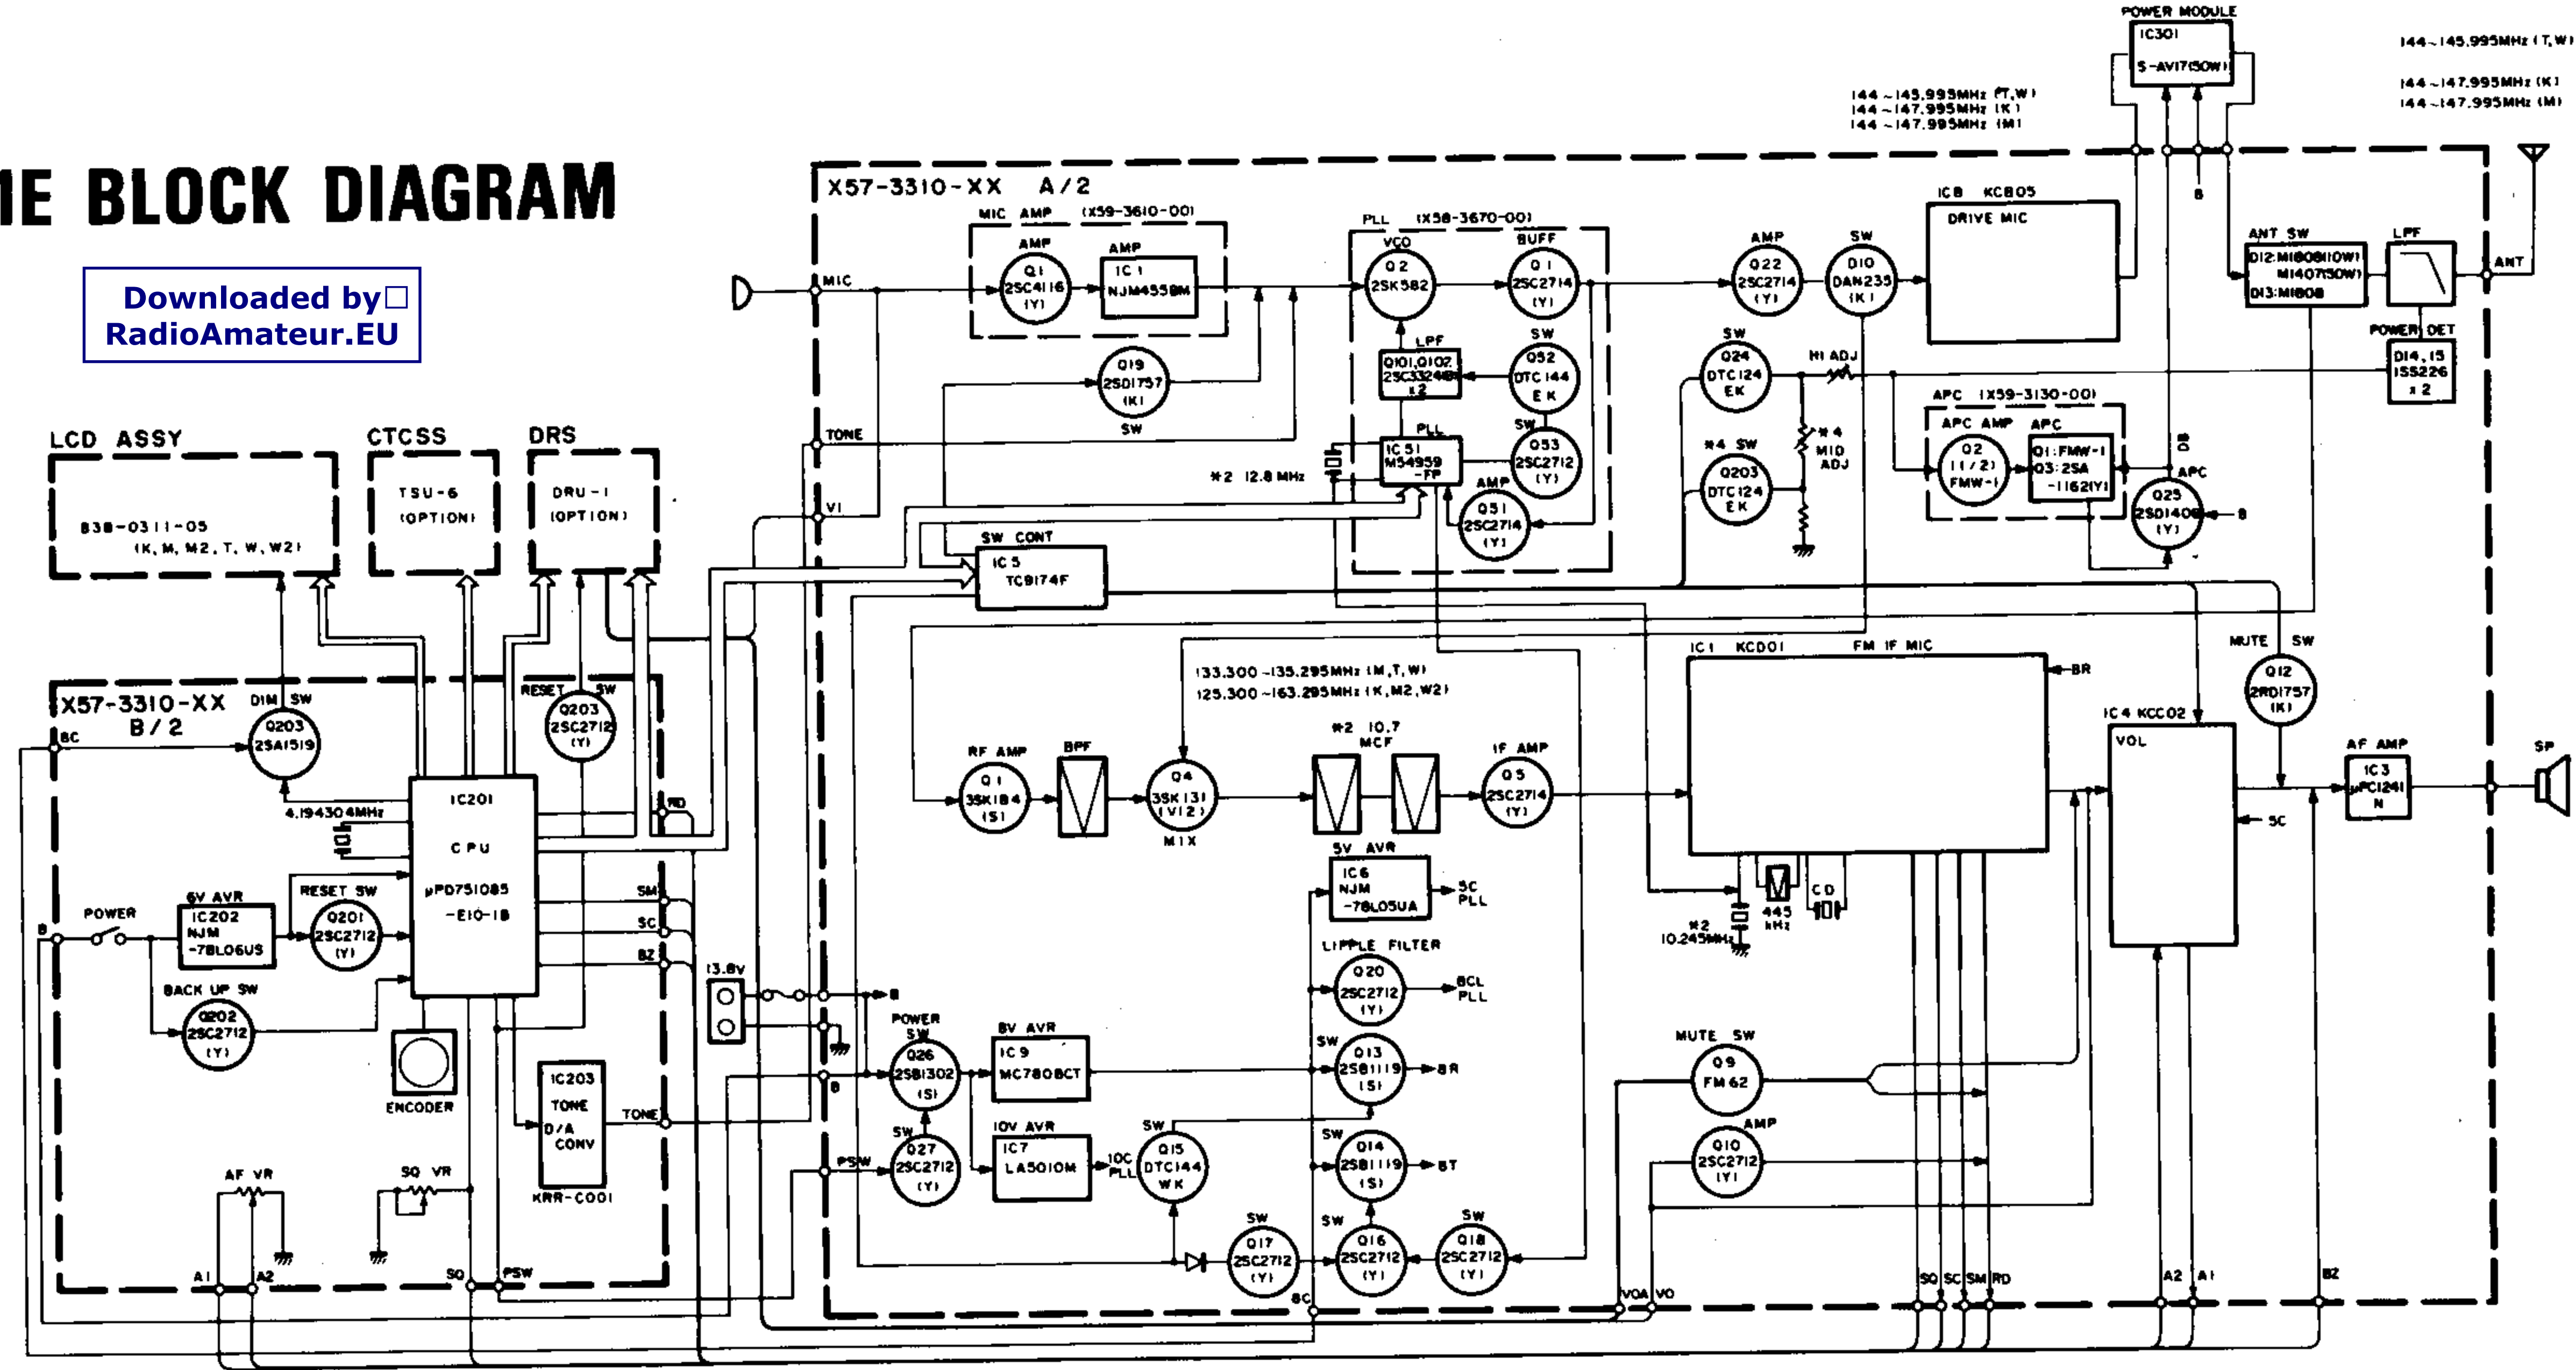 ME BLOCK DIAGRAM
Downloaded by
RadioAmateur.EU
POWER MODULE
IC301
S-AV17(50W)
144~145.995MHz (T,W)
144~147.995MHz (K)
144~147.995MHz (M)
144~145.995MHz (T,W)
144~147.995MHz (K)
144~147.995MHz (M)
B
X57-3310-XX A/2
MIC AMP (X59-3610-00)
AMP
Q1
2SC4116
(Y)
AMP
IC1
NJM4558M
MIC
Q19
2SD1757
(K)
SW
TONE
V1
PLL (X58-3670-00)
VCO
Q2
2SK582
BUFF
Q1
2SC2714
(Y)
LPF
Q101,Q102
x2
SW
Q52
DTC144
EK
PLL
IC51
M54959
-FP
SW
Q53
2SC2712
(Y)
AMP
Q51
2SC2714
(Y)
*2 12.8 MHz
AMP
Q22
2SC2714
(Y)
SW
D10
DAN235
(K)
IC8 KCB05
DRIVE MIC
SW
Q24
DTC124
EK
HI ADJ
*4 SW
Q203
DTC124
EK
*4
MID
ADJ
APC (X59-3130-00)
APC AMP
Q2
(1/2)
FMW-1
APC
Q1:FMW-1
Q3:2SA
-1162(Y)
DB
APC
Q25
(Y)
B
ANT SW
D12:MI808(10W)
MI407(50W)
D13:MI808
LPF
ANT
POWER DET
D14, 15
1SS226
x 2
LCD ASSY
B38-0311-05
(K, M, M2, T, W, W2)
CTCSS
TSU-6
(OPTION)
DRS
DRU-1
(OPTION)
SW CONT
IC5
TC9174F
X57-3310-XX
B/2
DIM SW
Q203
2SA1519
RESET SW
Q203
2SC2712
(Y)
BC
4.194304MHz
IC201
CPU
μPD75108S
-E10-1B
RD
SM
SC
BZ
POWER
B
6V AVR
IC202
NJM
-78L06US
RESET SW
Q201
2SC2712
(Y)
BACK UP SW
Q202
2SC2712
(Y)
ENCODER
IC203
TONE
D/A
CONV
KRR-C001
TONE
AF VR
SQ VR
A1
A2
SQ
PSW
13.8V
B
B
PSW
133.300~135.295MHz (M,T,W)
125.300~163.295MHz (K,M2,W2)
RF AMP
Q1
3SK184
(S)
BPF
Q4
3SK131
(V12)
MIX
*2 10.7
MCF
IF AMP
Q5
2SC2714
(Y)
IC1 KCD01 FM IF MIC
8R
*2
10.245MHz
445
kHz
CD
IC4 KCC02
VOL
MUTE SW
Q12
2RD1757
(K)
AF AMP
IC3
μPC1241
N
SP
5C
5V AVR
IC6
NJM
-78L05UA
5C
PLL
LIPPLE FILTER
Q20
2SC2712
(Y)
8CL
PLL
POWER
SW
Q26
2SB1302
(S)
8V AVR
IC9
MC7808CT
SW
Q13
2SB1119
(S)
8R
SW
Q27
2SC2712
(Y)
10V AVR
IC7
LA5010M
10C
PLL
SW
Q15
DTC144
WK
SW
Q14
2SB1119
(S)
8T
SW
Q17
2SC2712
(Y)
SW
Q16
2SC2712
(Y)
SW
Q18
2SC2712
(Y)
MUTE SW
Q9
FM62
AMP
Q10
2SC2712
(Y)
8C
VOA
VO
SQ
SC
SM
RD
A2
A1
BZ